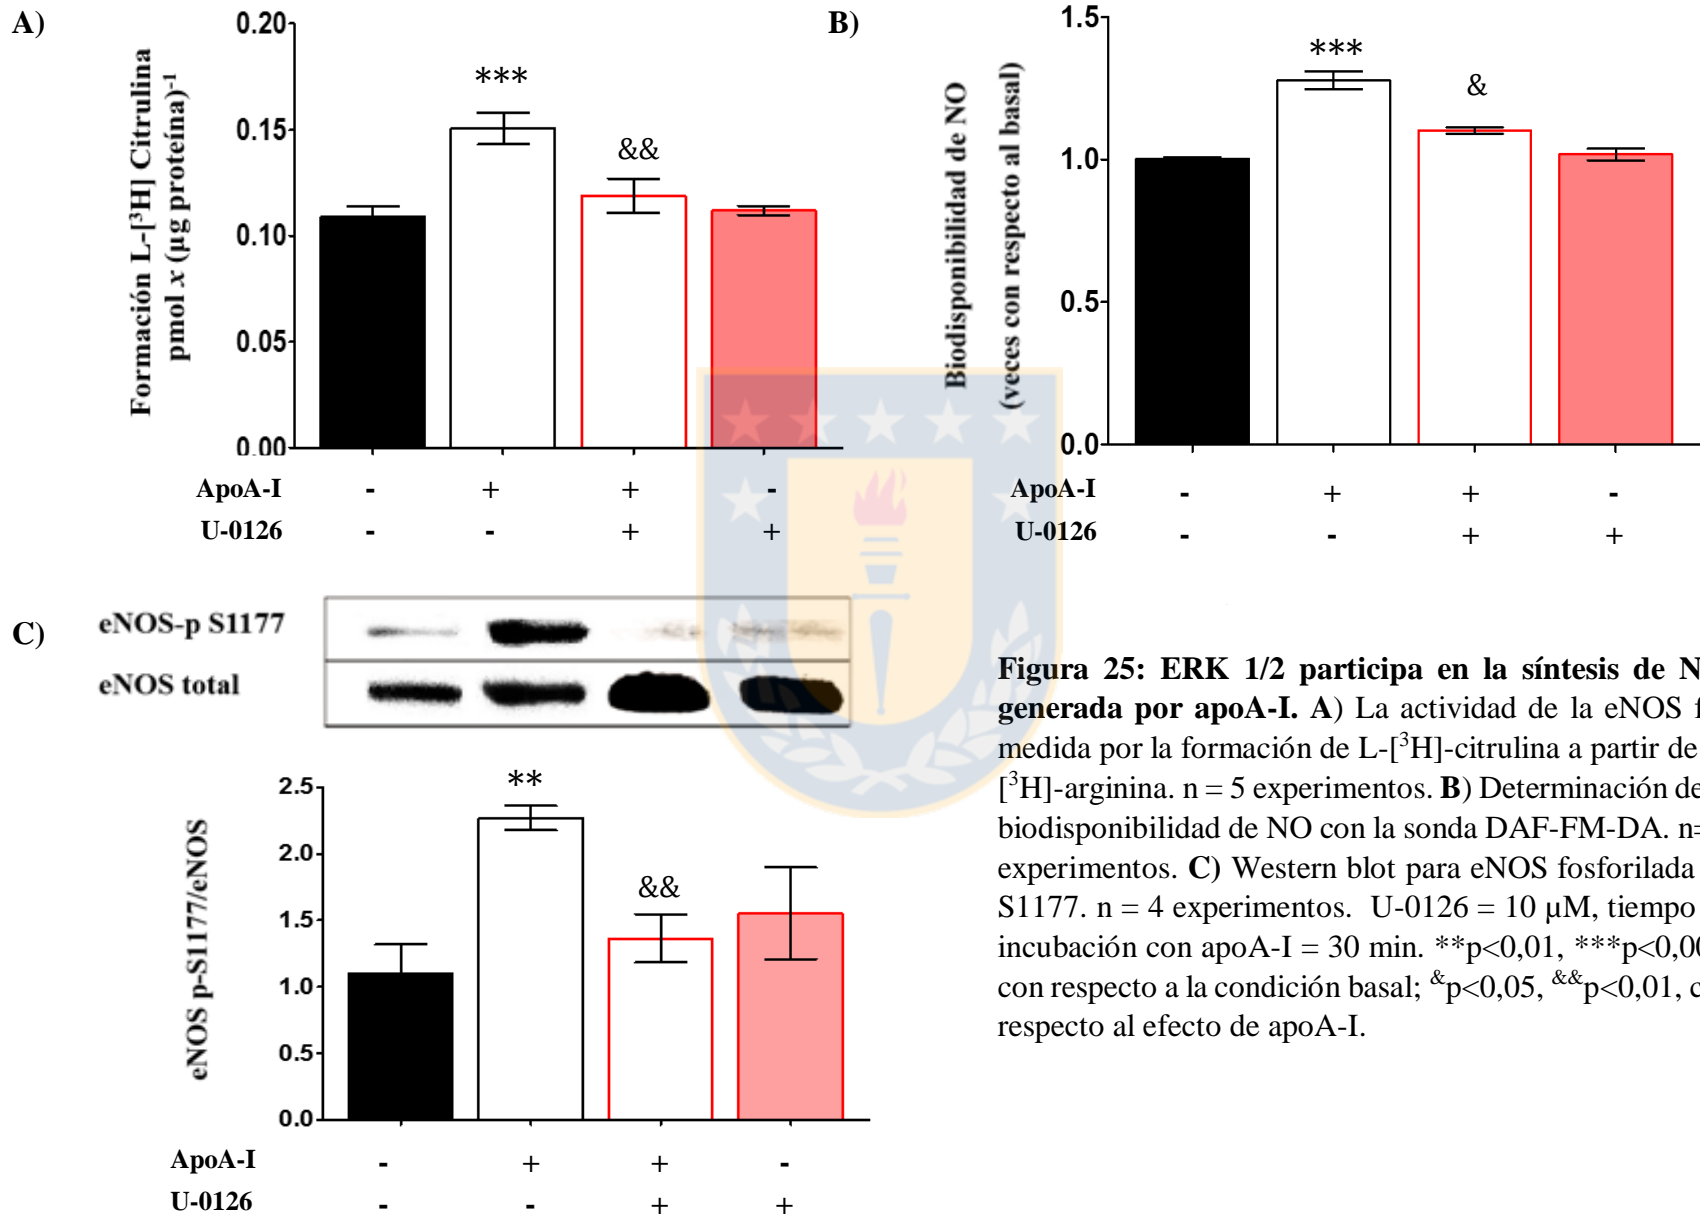 A)
0.20
0.15
0.10
0.05
0.00
Formación L-[³H] Citrulina
pmol x (µg proteína)⁻¹
***
&&
ApoA-I - + + -
U-0126 - - + +
B)
1.5
1.0
0.5
0.0
Biodisponibilidad de NO
(veces con respecto al basal)
***
&
ApoA-I - + + -
U-0126 - - + +
C)
eNOS-p S1177
eNOS total
2.5
2.0
1.5
1.0
0.5
0.0
eNOS p-S1177/eNOS
**
&&
ApoA-I - + + -
U-0126 - - + +
Figura 25: ERK 1/2 participa en la síntesis de N
generada por apoA-I. A) La actividad de la eNOS f
medida por la formación de L-[³H]-citrulina a partir de
[³H]-arginina. n = 5 experimentos. B) Determinación de
biodisponibilidad de NO con la sonda DAF-FM-DA. n=
experimentos. C) Western blot para eNOS fosforilada
S1177. n = 4 experimentos. U-0126 = 10 µM, tiempo
incubación con apoA-I = 30 min. **p<0,01, ***p<0,00
con respecto a la condición basal; &p<0,05, &&p<0,01, c
respecto al efecto de apoA-I.